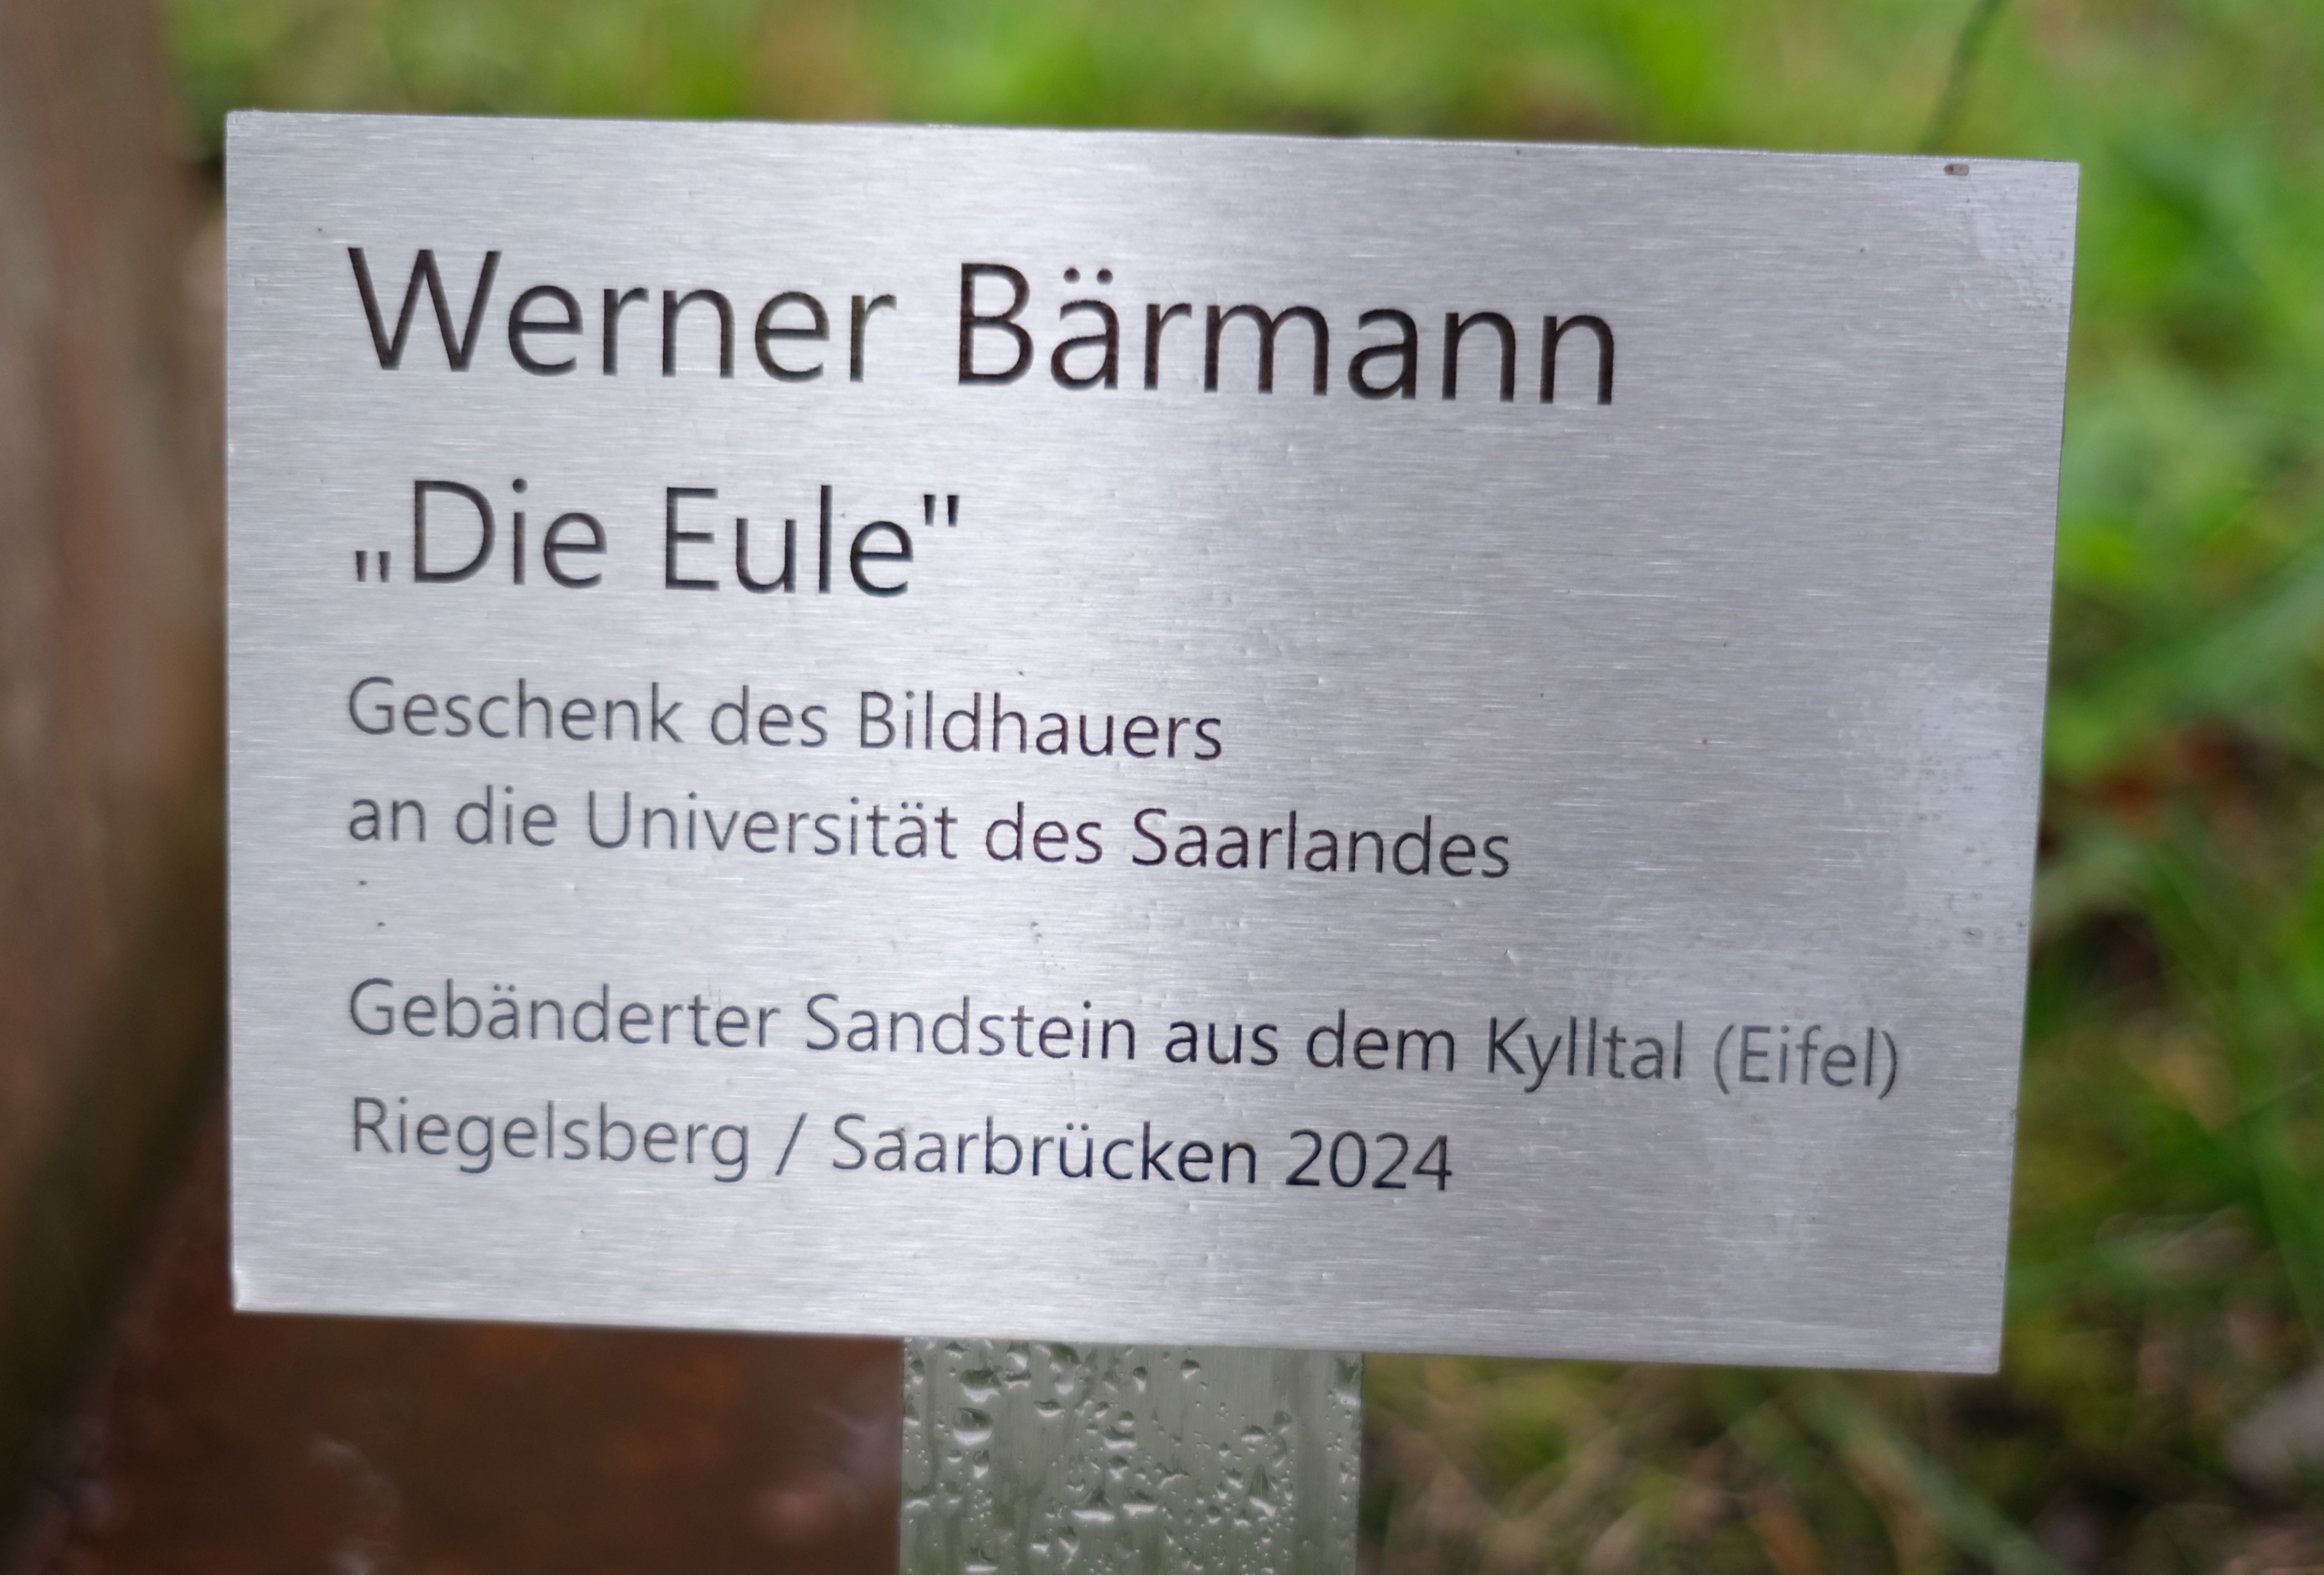 Werner Bärmann
„Die Eule"
Geschenk des Bildhauers
an die Universität des Saarlandes
Gebänderter Sandstein aus dem Kylltal (Eifel)
Riegelsberg / Saarbrücken 2024